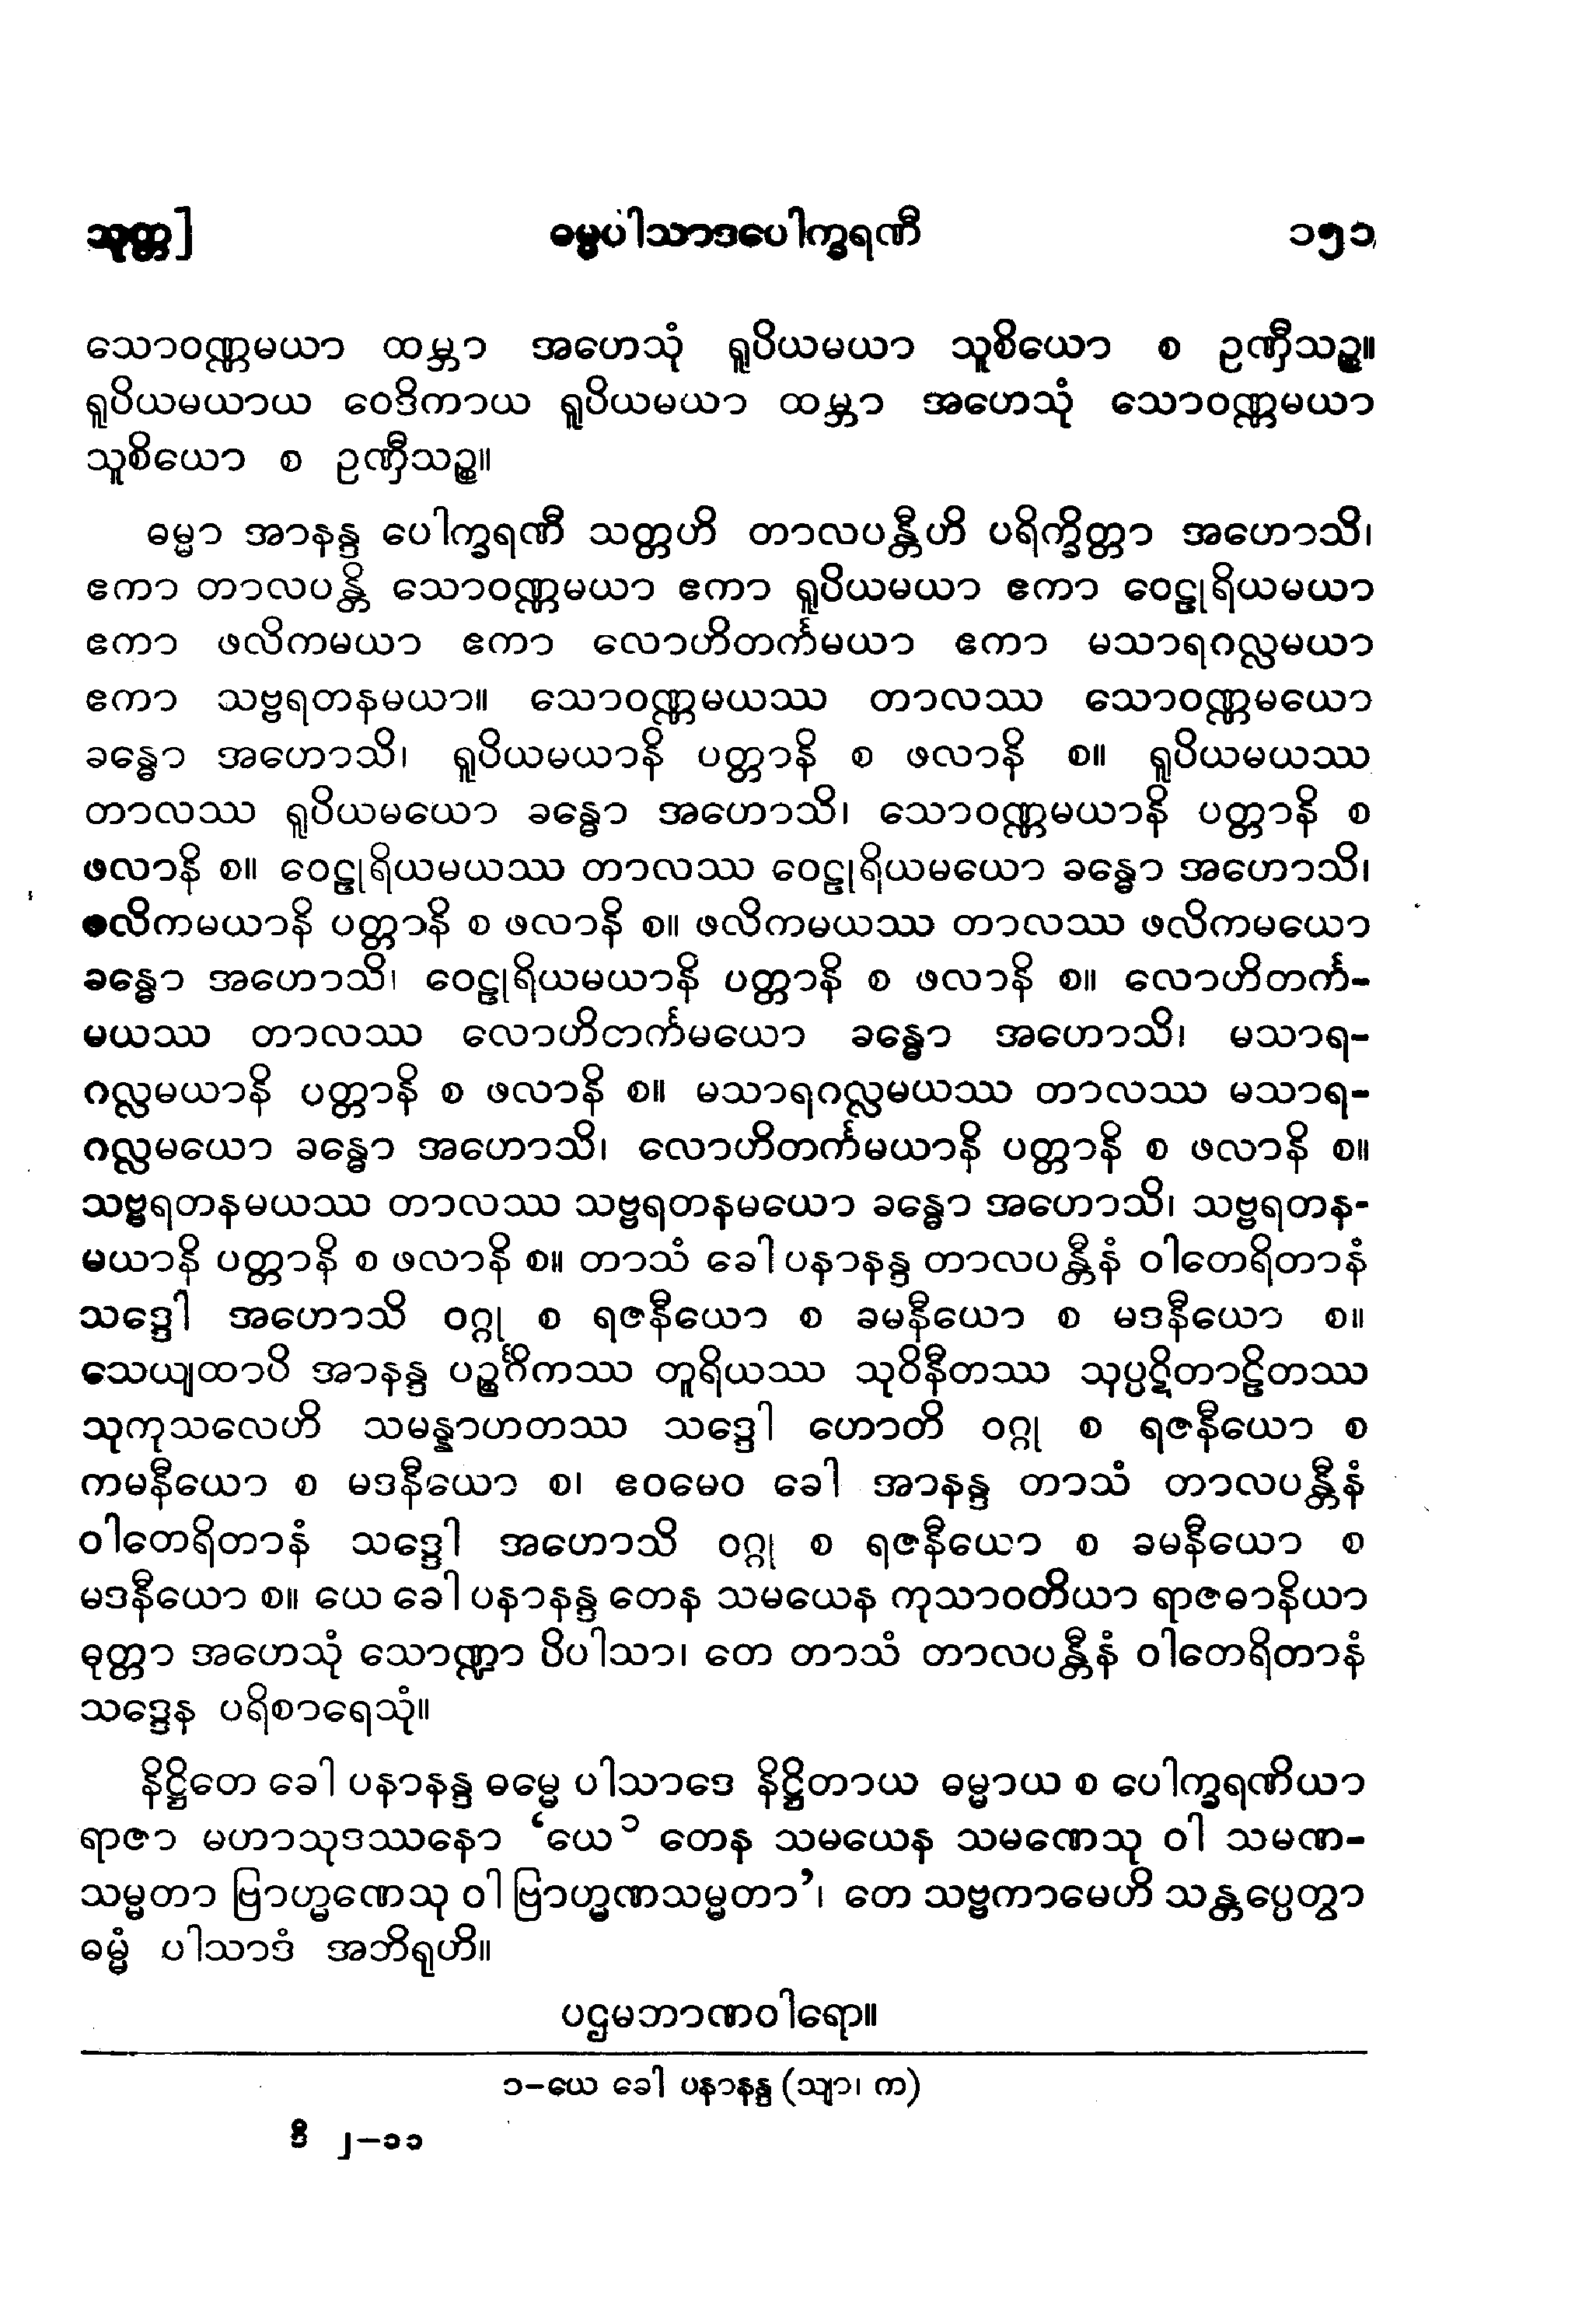 သုတ္တ]
ဓမ္မပါသာဒပေါက္ခရဏီ
၁၅၁
သောဝဏ္ဏမယာ ထမ္ဘာ အဟေသုံ ရူပိယမယာ သူစိယော စ ဥဏှီသဉ္စ။
ရူပိယမယာယ ဝေဒိကာယ ရူပိယမယာ ထမ္ဘာ အဟေသုံ သောဝဏ္ဏမယာ
သူစိယော စ ဥဏှီသဉ္စ။
ဓမ္မာ အာနန္ဒ ပေါက္ခရဏီ သတ္တဟိ တာလပန္တီဟိ ပရိက္ခိတ္တာ အဟောသိ၊
ဧကာ တာလပန္တိ သောဝဏ္ဏမယာ ဧကာ ရူပိယမယာ ဧကာ ဝေဠုရိယမယာ
ဧကာ ဖလိကမယာ ဧကာ လောဟိတင်္ကမယာ ဧကာ မသာရဂလ္လမယာ
ဧကာ သဗ္ဗရတနမယာ။ သောဝဏ္ဏမယဿ တာလဿ သောဝဏ္ဏမယော
ခန္ဓော အဟောသိ၊ ရူပိယမယာနိ ပတ္တာနိ စ ဖလာနိ စ။ ရူပိယမယဿ
တာလဿ ရူပိယမယော ခန္ဓော အဟောသိ၊ သောဝဏ္ဏမယာနိ ပတ္တာနိ စ
ဖလာနိ စ။ ဝေဠုရိယမယဿ တာလဿ ဝေဠုရိယမယော ခန္ဓော အဟောသိ၊
ဖလိကမယာနိ ပတ္တာနိ စ ဖလာနိ စ။ ဖလိကမယဿ တာလဿ ဖလိကမယော
ခန္ဓော အဟောသိ၊ ဝေဠုရိယမယာနိ ပတ္တာနိ စ ဖလာနိ စ။ လောဟိတင်္က-
မယဿ တာလဿ လောဟိတင်္ကမယော ခန္ဓော အဟောသိ၊ မသာရ-
ဂလ္လမယာနိ ပတ္တာနိ စ ဖလာနိ စ။ မသာရဂလ္လမယဿ တာလဿ မသာရ-
ဂလ္လမယော ခန္ဓော အဟောသိ၊ လောဟိတင်္ကမယာနိ ပတ္တာနိ စ ဖလာနိ စ။
သဗ္ဗရတနမယဿ တာလဿ သဗ္ဗရတနမယော ခန္ဓော အဟောသိ၊ သဗ္ဗရတန-
မယာနိ ပတ္တာနိ စ ဖလာနိ စ။ တာသံ ခေါ ပနာနန္ဒ တာလပန္တီနံ ဝါတေရိတာနံ
သဒ္ဒေါ အဟောသိ ဝဂ္ဂု စ ရဇနီယော စ ခမနီယော စ မဒနီယော စ။
သေယျထာပိ အာနန္ဒ ပဉ္စင်္ဂိကဿ တူရိယဿ သုဝိနီတဿ သုပ္ပဋိတာဠိတဿ
သုကုသလေဟိ သမန္နာဟတဿ သဒ္ဒေါ ဟောတိ ဝဂ္ဂု စ ရဇနီယော စ
ကမနီယော စ မဒနီယော စ၊ ဧဝမေဝ ခေါ အာနန္ဒ တာသံ တာလပန္တီနံ
ဝါတေရိတာနံ သဒ္ဒေါ အဟောသိ ဝဂ္ဂု စ ရဇနီယော စ ခမနီယော စ
မဒနီယော စ။ ယေ ခေါ ပနာနန္ဒ တေန သမယေန ကုသာဝတိယာ ရာဇဓာနိယာ
ဓုတ္တာ အဟေသုံ သောဏ္ဍာ ပိပါသာ၊ တေ တာသံ တာလပန္တီနံ ဝါတေရိတာနံ
သဒ္ဒေန ပရိစာရေသုံ။
နိဋ္ဌိတေ ခေါ ပနာနန္ဒ ဓမ္မေ ပါသာဒေ နိဋ္ဌိတာယ ဓမ္မာယ စ ပေါက္ခရဏိယာ
ရာဇာ မဟာသုဒဿနော ‘ယေ ၁ တေန သမယေန သမဏေသု ဝါ သမဏ-
သမ္မတာ ဗြာဟ္မဏေသု ဝါ ဗြာဟ္မဏသမ္မတာ’၊ တေ သဗ္ဗကာမေဟိ သန္တပ္ပေတွာ
ဓမ္မံ ပါသာဒံ အဘိရုဟိ။
ပဌမဘာဏဝါရော။
၁-ယေ ခေါ ပနာနန္ဒ (သျာ၊ က)
ဒီ ၂−၁၁